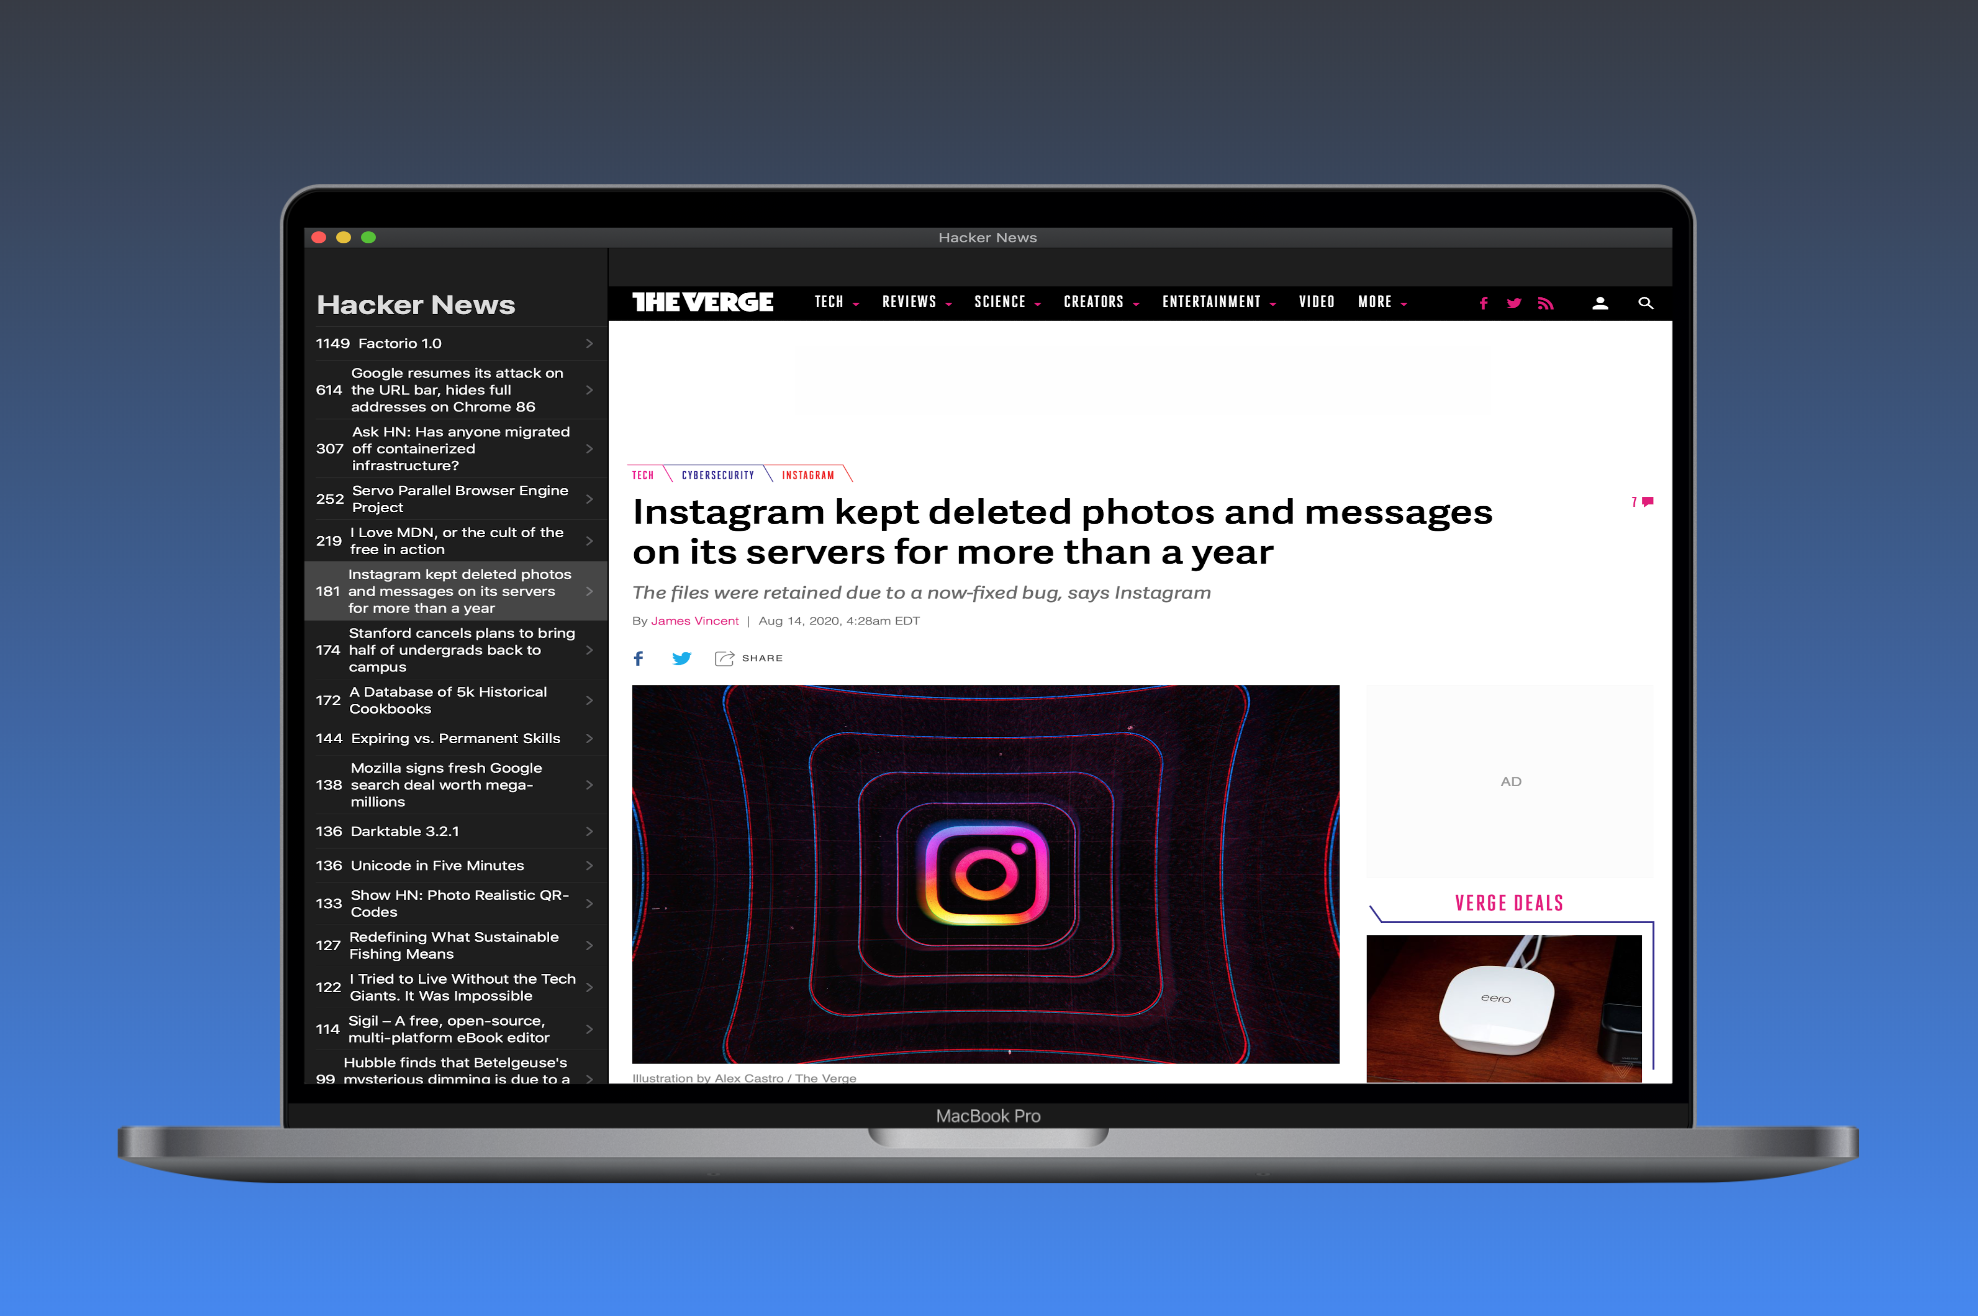 Hacker News
Hacker News
1149 Factorio 1.0
614 Google resumes its attack on
the URL bar, hides full
addresses on Chrome 86
307 Ask HN: Has anyone migrated
off containerized
infrastructure?
252 Servo Parallel Browser Engine
Project
219 I Love MDN, or the cult of the
free in action
181 Instagram kept deleted photos
and messages on its servers
for more than a year
174 Stanford cancels plans to bring
half of undergrads back to
campus
172 A Database of 5k Historical
Cookbooks
144 Expiring vs. Permanent Skills
138 Mozilla signs fresh Google
search deal worth mega-
millions
136 Darktable 3.2.1
136 Unicode in Five Minutes
133 Show HN: Photo Realistic QR-
Codes
127 Redefining What Sustainable
Fishing Means
122 I Tried to Live Without the Tech
Giants. It Was Impossible
114 Sigil – A free, open-source,
multi-platform eBook editor
99 Hubble finds that Betelgeuse's
mysterious dimming is due to a
THE VERGE TECH REVIEWS SCIENCE CREATORS ENTERTAINMENT VIDEO MORE
TECH CYBERSECURITY INSTAGRAM
Instagram kept deleted photos and messages
on its servers for more than a year
7
The files were retained due to a now-fixed bug, says Instagram
By James Vincent | Aug 14, 2020, 4:28am EDT
SHARE
AD
VERGE DEALS
eero
Illustration by Alex Castro / The Verge
MacBook Pro